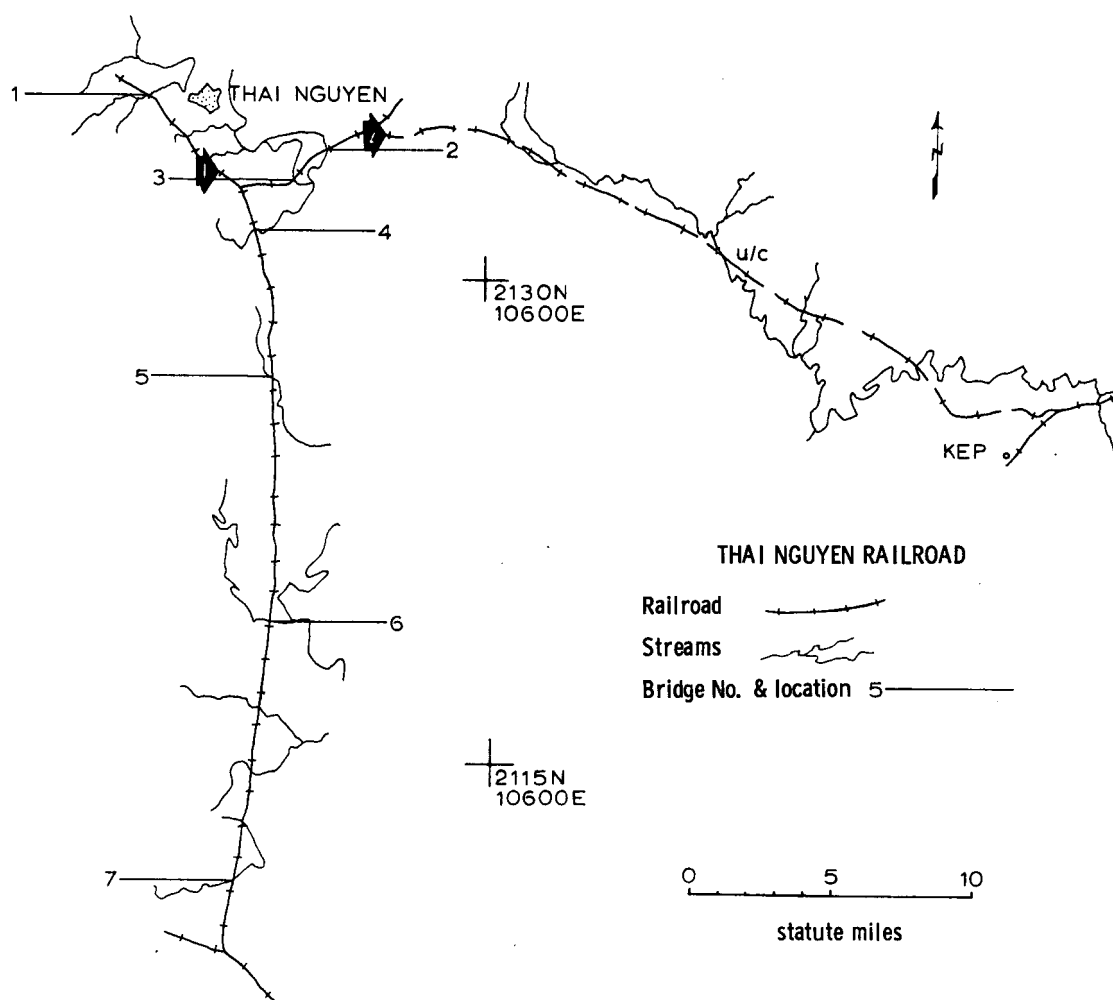 1
THAI NGUYEN
2
3
4
N
2130N
10600E
u/c
5
KEP
THAI NGUYEN RAILROAD
Railroad
Streams
Bridge No. & location 5
6
2115N
10600E
7
0 5 10
statute miles